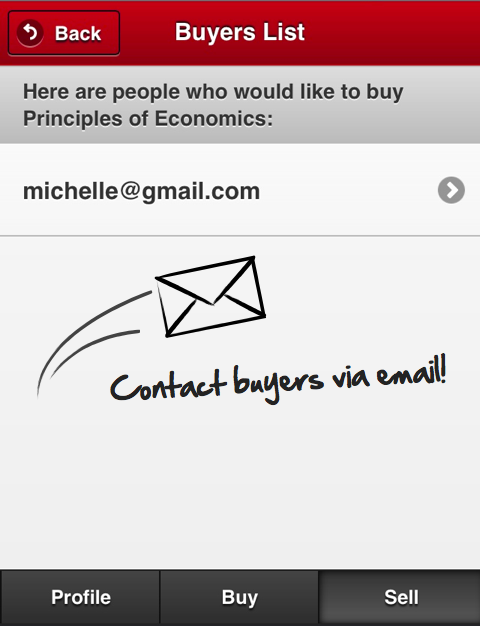 Back
Buyers List
Here are people who would like to buy
Principles of Economics:
michelle@gmail.com
Contact buyers via email!
Profile
Buy
Sell